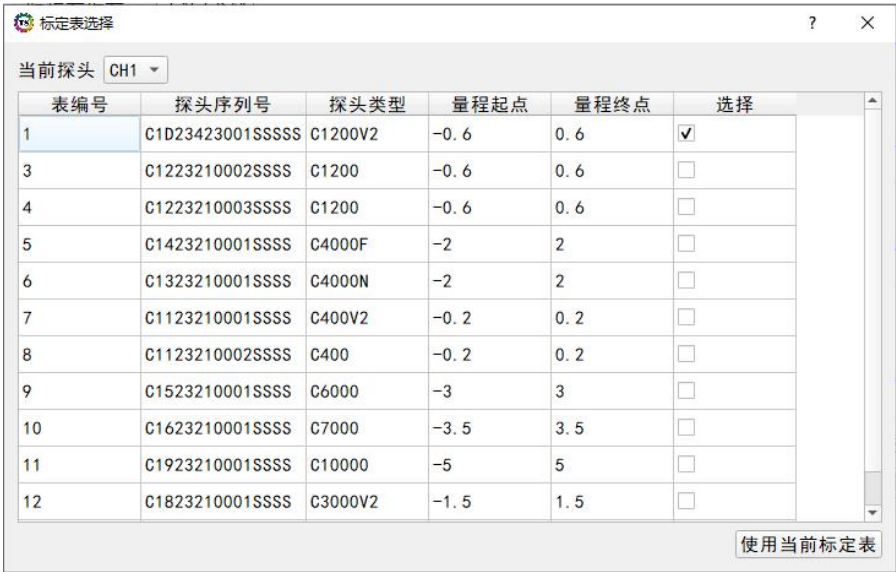 标定表选择 ?
当前探头 CH1
表编号 探头序列号 探头类型 量程起点 量程终点 选择
1 C1D23423001SSSSS C1200V2 -0.6 0.6
3 C1223210002SSSS C1200 -0.6 0.6
4 C1223210003SSSS C1200 -0.6 0.6
5 C1423210001SSSS C4000F -2 2
6 C1323210001SSSS C4000N -2 2
7 C1123210001SSSS C400V2 -0.2 0.2
8 C1123210002SSSS C400 -0.2 0.2
9 C1523210001SSSS C6000 -3 3
10 C1623210001SSSS C7000 -3.5 3.5
11 C1923210001SSSS C10000 -5 5
12 C1823210001SSSS C3000V2 -1.5 1.5
使用当前标定表